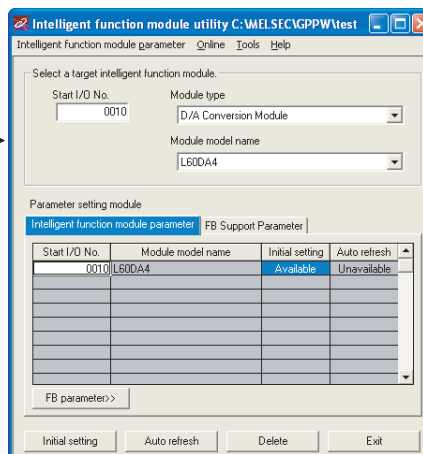 Intelligent function module utility C:\MELSEC\GPPW\test
Intelligent function module parameter Online Tools Help
Select a target intelligent function module.
Start I/O No. Module type
0010 D/A Conversion Module
Module model name
L60DA4
Parameter setting module
Intelligent function module parameter FB Support Parameter
Start I/O No. Module model name Initial setting Auto refresh
0010 L60DA4 Available Unavailable
FB parameter>>
Initial setting Auto refresh Delete Exit